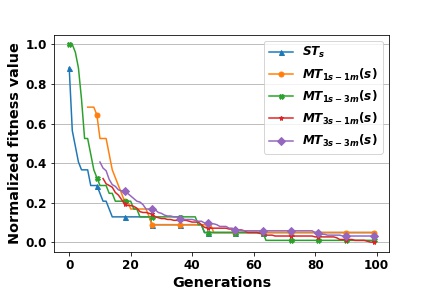 Normalized fitness value
1.0
0.8
0.6
0.4
0.2
0.0
0
20
40
60
80
100
Generations
STₛ
MT₁ₛ₋₁ₘ(s)
MT₁ₛ₋₃ₘ(s)
MT₃ₛ₋₁ₘ(s)
MT₃ₛ₋₃ₘ(s)